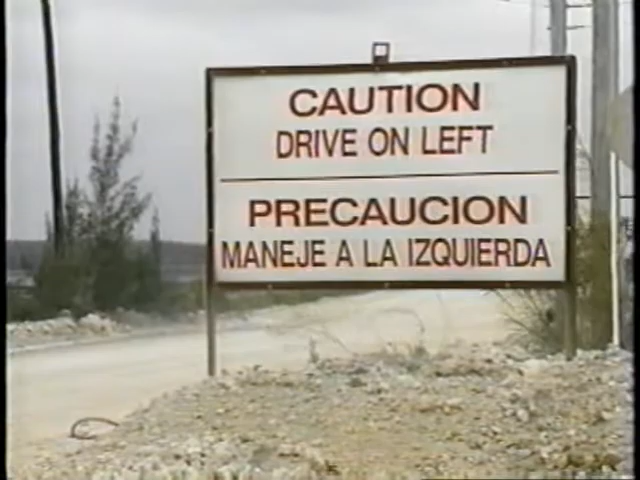 CAUTION
DRIVE ON LEFT
PRECAUCION
MANEJE A LA IZQUIERDA